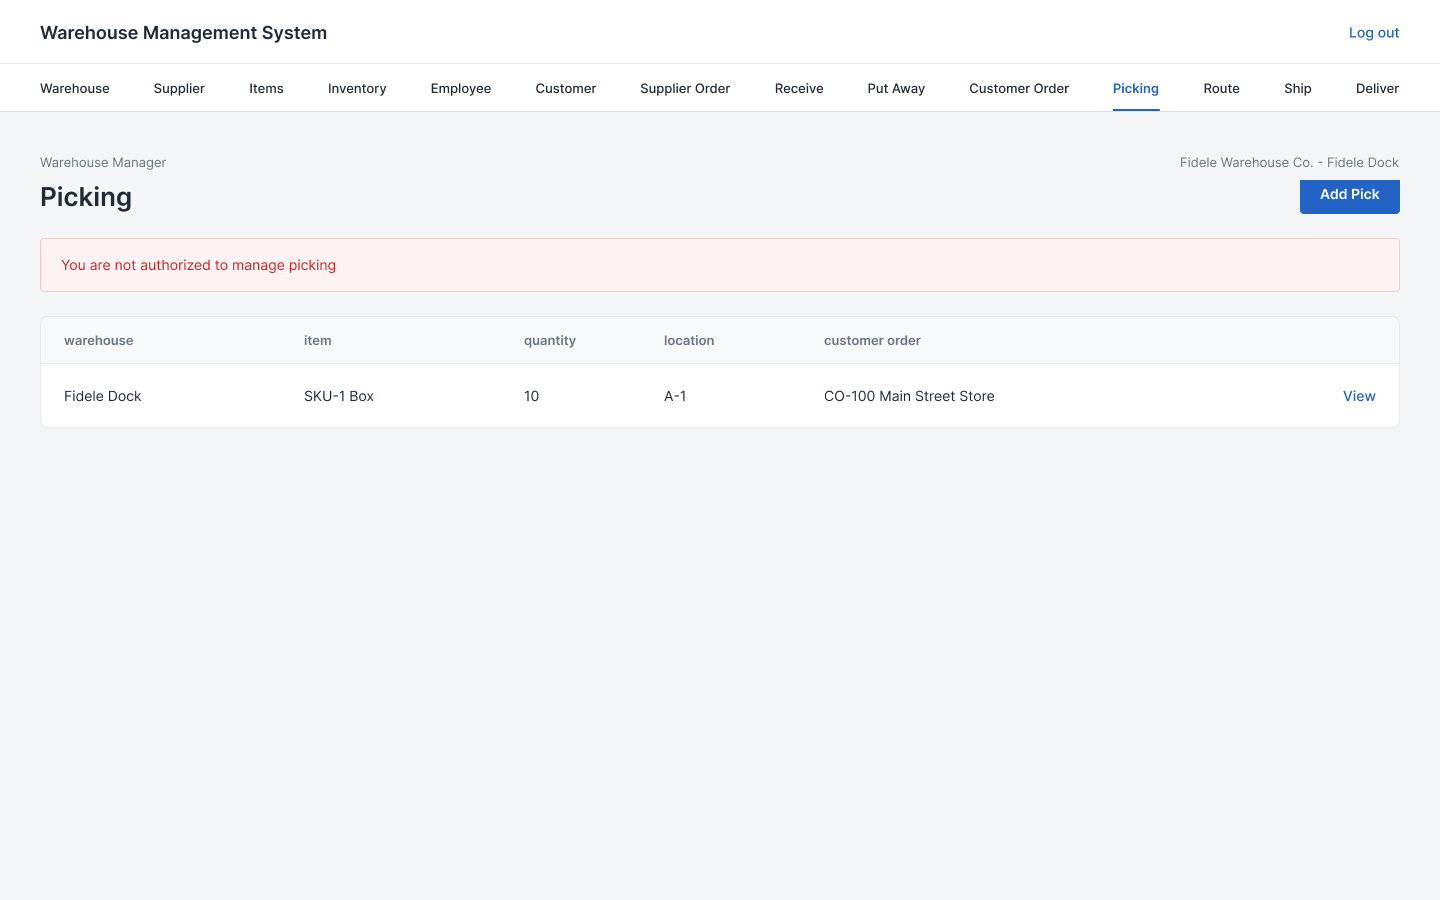 Warehouse Management System
Log out
Warehouse Supplier Items Inventory Employee Customer Supplier Order Receive Put Away Customer Order Picking Route Ship Deliver
Warehouse Manager
Fidele Warehouse Co. - Fidele Dock
Picking
Add Pick
You are not authorized to manage picking
warehouse item quantity location customer order
Fidele Dock SKU-1 Box 10 A-1 CO-100 Main Street Store View